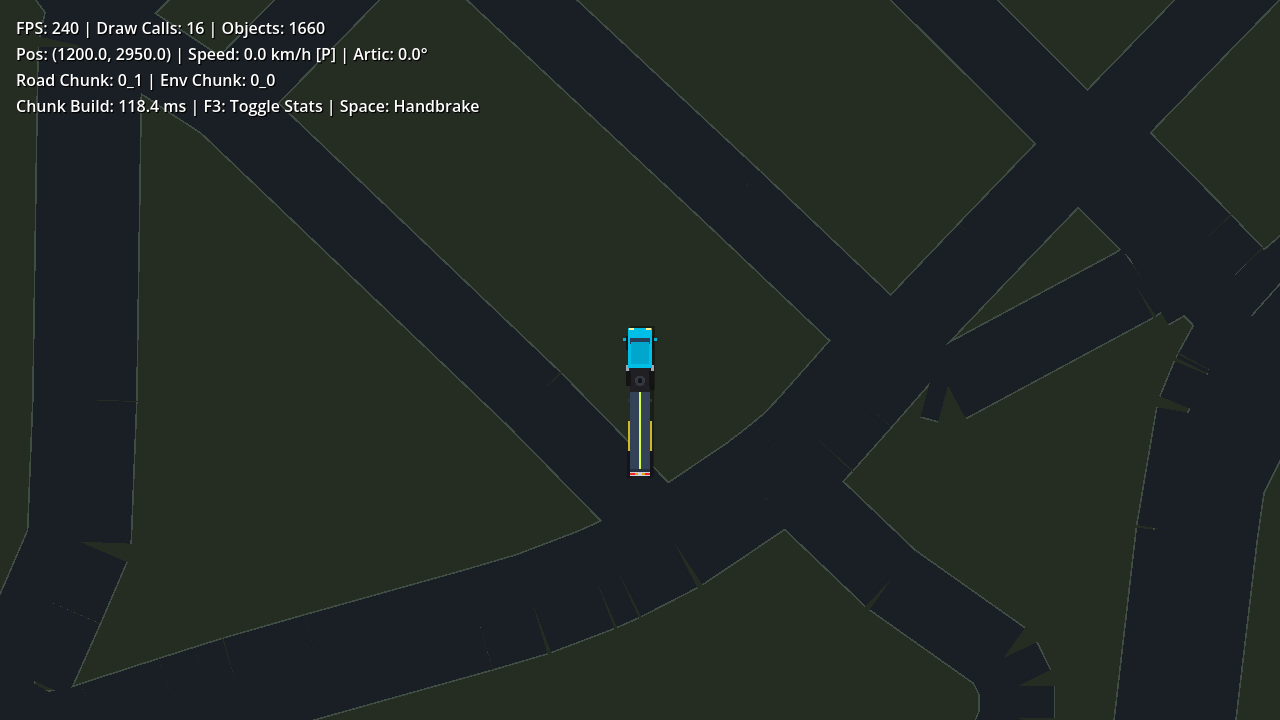 FPS: 240 | Draw Calls: 16 | Objects: 1660
Pos: (1200.0, 2950.0) | Speed: 0.0 km/h [P] | Artic: 0.0°
Road Chunk: 0_1 | Env Chunk: 0_0
Chunk Build: 118.4 ms | F3: Toggle Stats | Space: Handbrake